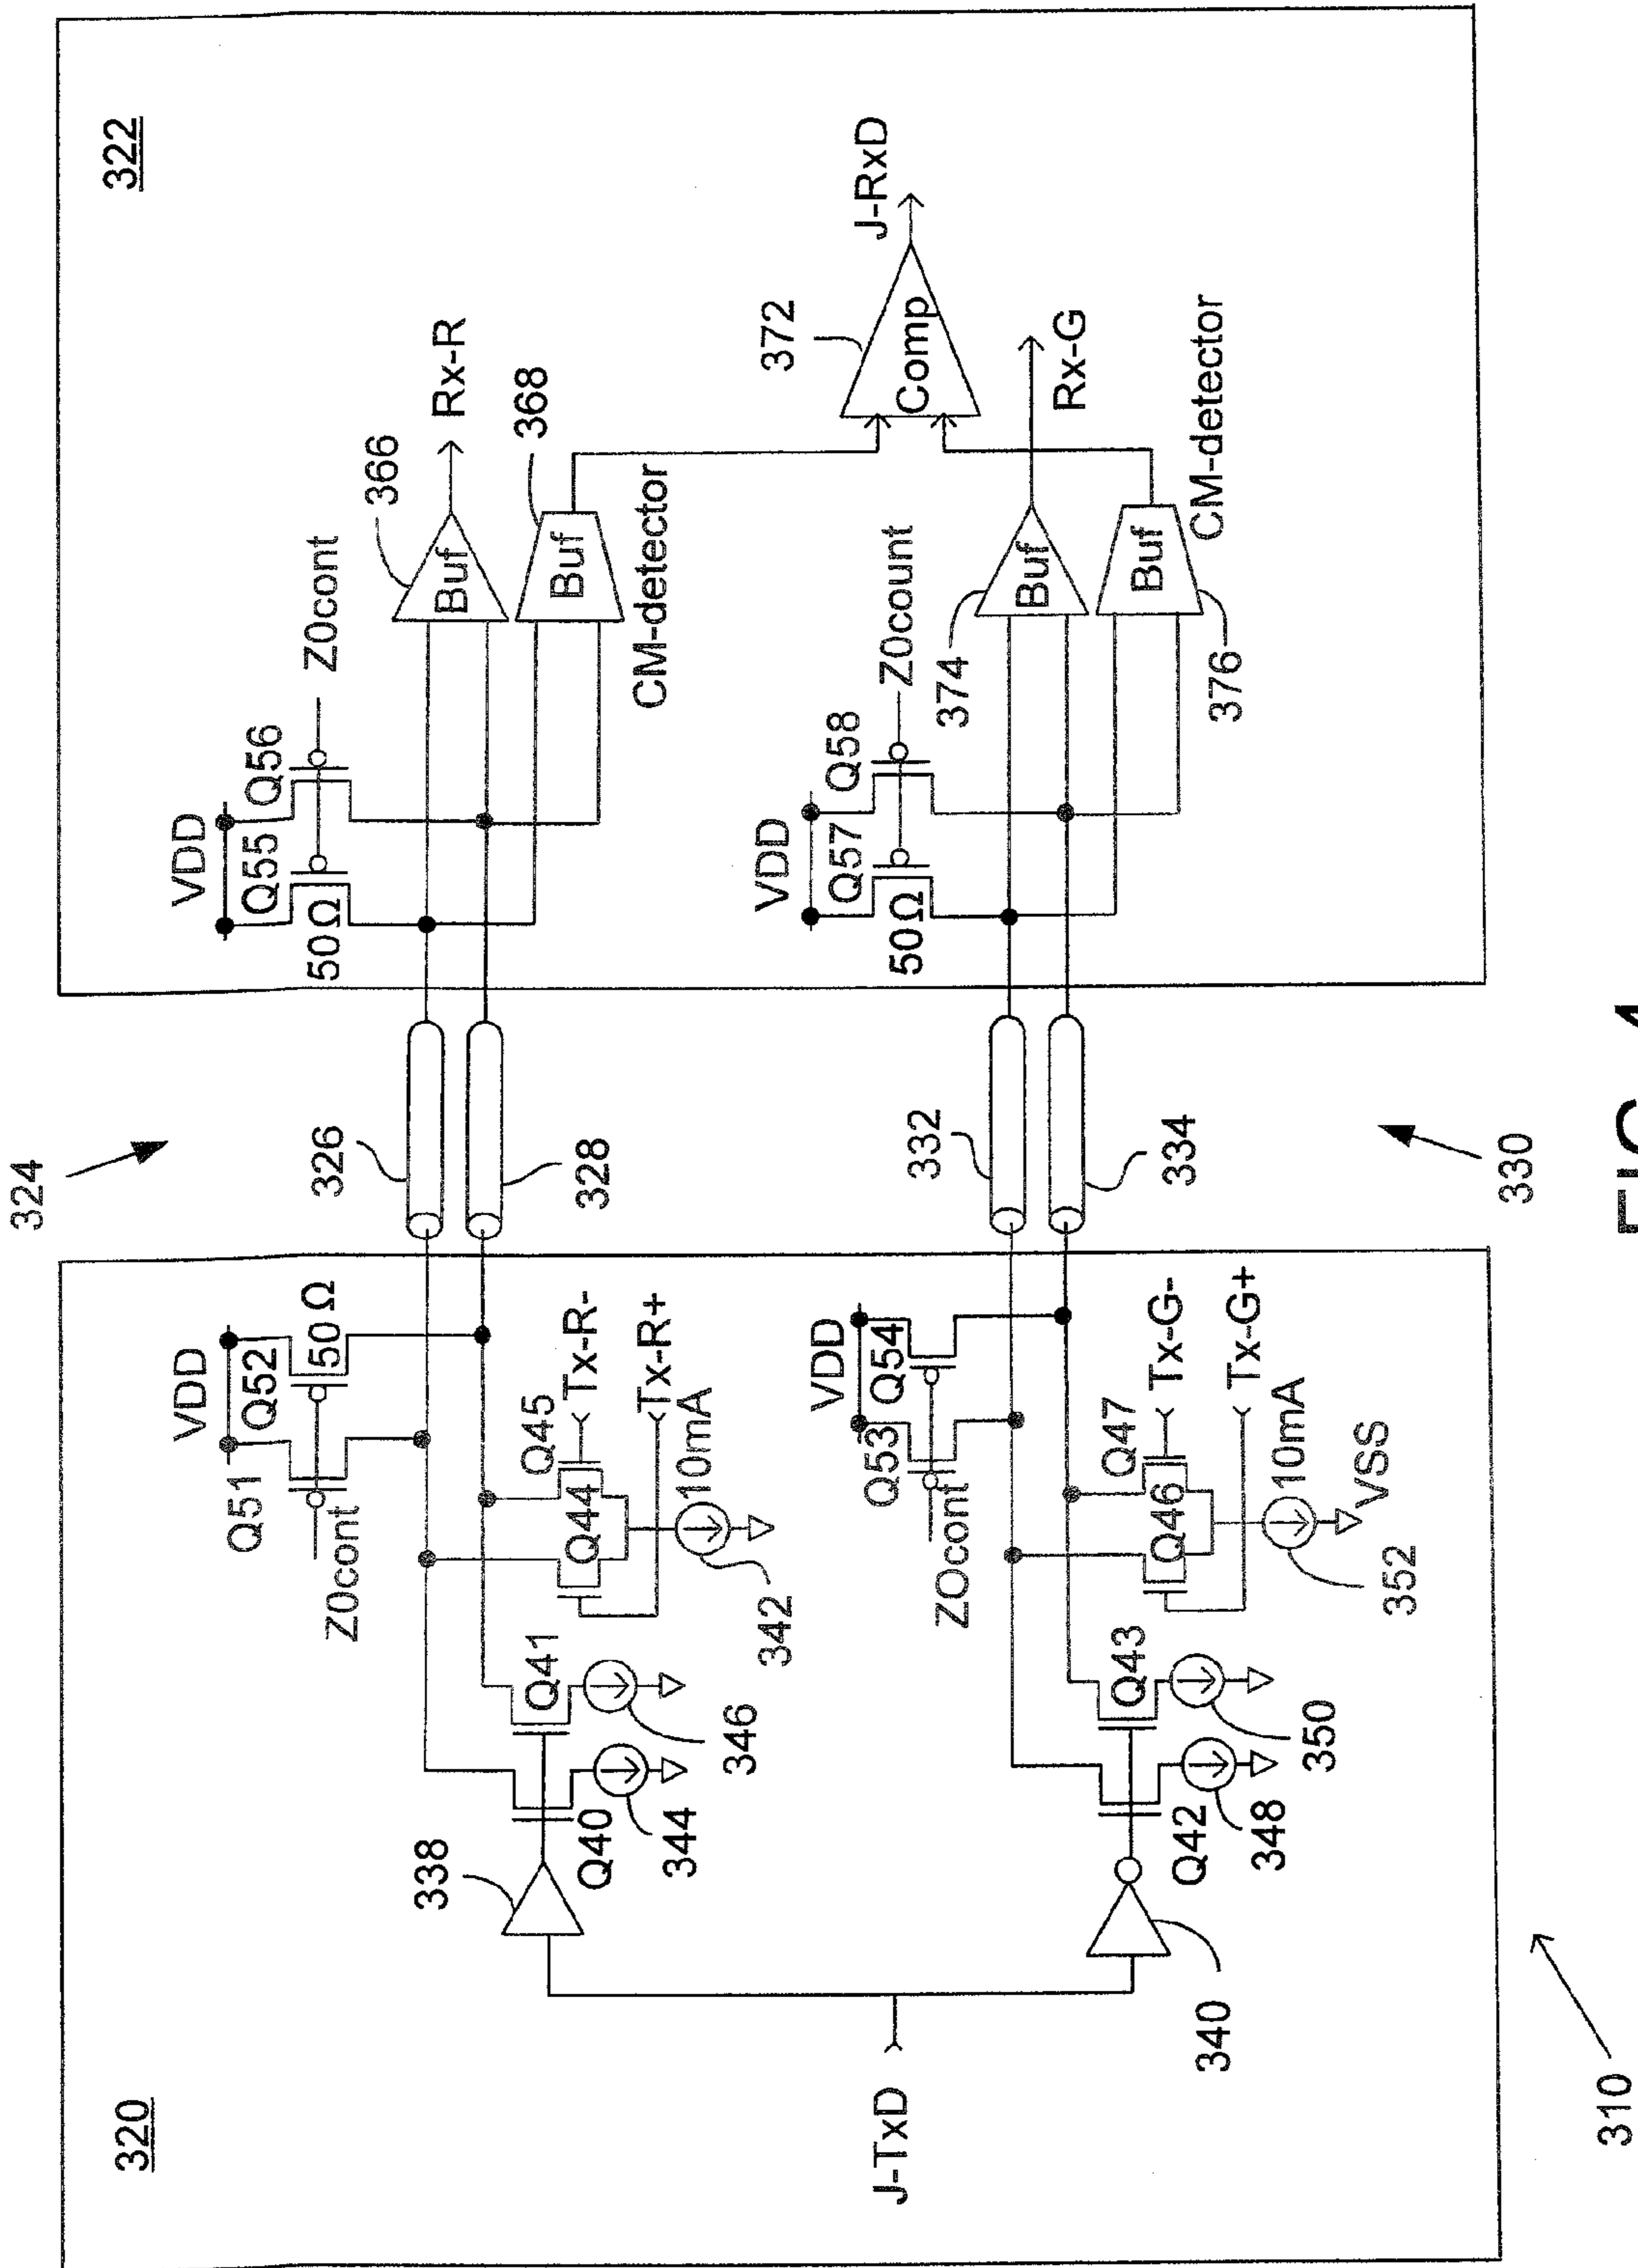 320
322
324
VDD
Q51
Q52
50 Ω
Z0cont
326
328
338
Q40
344
Q41
346
Q44
Q45
Tx-R-
Tx-R+
10mA
342
VDD
Q55
Q56
50Ω
Z0cont
Buf
366
Rx-R
Buf
368
CM-detector
J-TxD
Comp
372
J-RxD
VDD
Q53
Q54
ZOcont
332
334
340
Q42
348
Q43
350
Q46
Q47
Tx-G-
Tx-G+
10mA
VSS
352
VDD
Q57
Q58
50Ω
Z0count
Buf
374
Rx-G
Buf
376
CM-detector
310
330